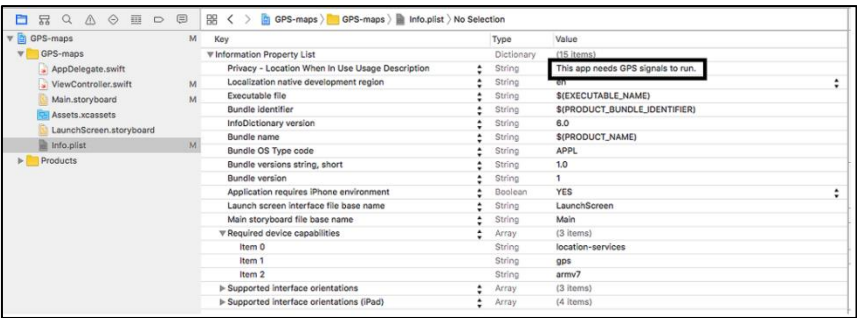 GPS-maps > GPS-maps > Info.plist > No Selection
GPS-maps M
GPS-maps
AppDelegate.swift
ViewController.swift M
Main.storyboard M
Assets.xcassets
LaunchScreen.storyboard
Info.plist M
Products
Key Type Value
Information Property List Dictionary (15 items)
Privacy - Location When In Use Usage Description String This app needs GPS signals to run.
Localization native development region String en
Executable file String $(EXECUTABLE_NAME)
Bundle identifier String $(PRODUCT_BUNDLE_IDENTIFIER)
InfoDictionary version String 6.0
Bundle name String $(PRODUCT_NAME)
Bundle OS Type code String APPL
Bundle versions string, short String 1.0
Bundle version String 1
Application requires iPhone environment Boolean YES
Launch screen interface file base name String LaunchScreen
Main storyboard file base name String Main
Required device capabilities Array (3 items)
Item 0 String location-services
Item 1 String gps
Item 2 String armv7
Supported interface orientations Array (3 items)
Supported interface orientations (iPad) Array (4 items)